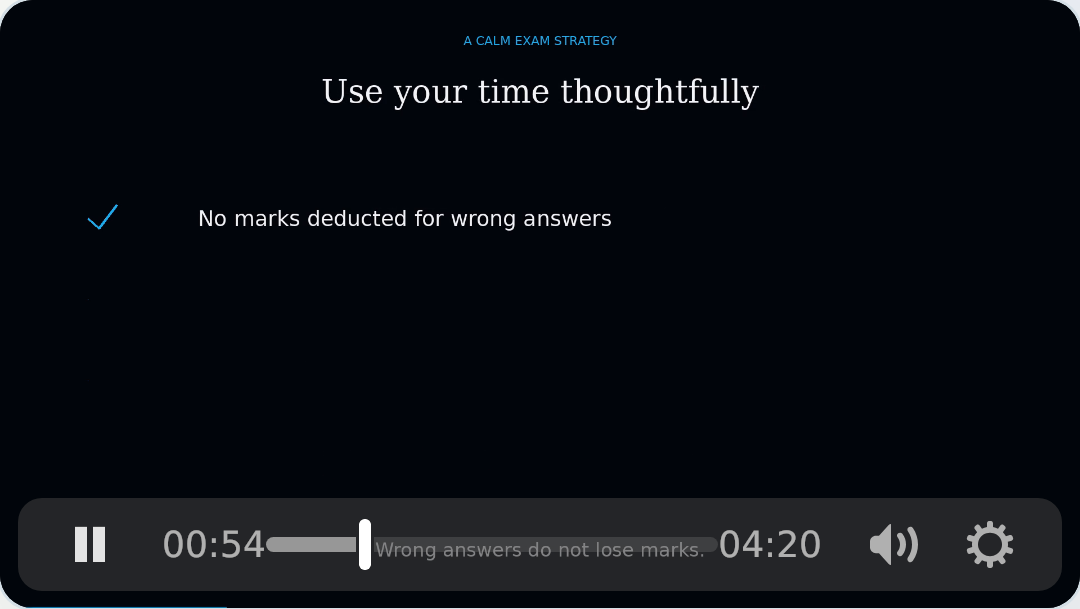 A CALM EXAM STRATEGY
Use your time thoughtfully
No marks deducted for wrong answers
00:54
Wrong answers do not lose marks.
04:20